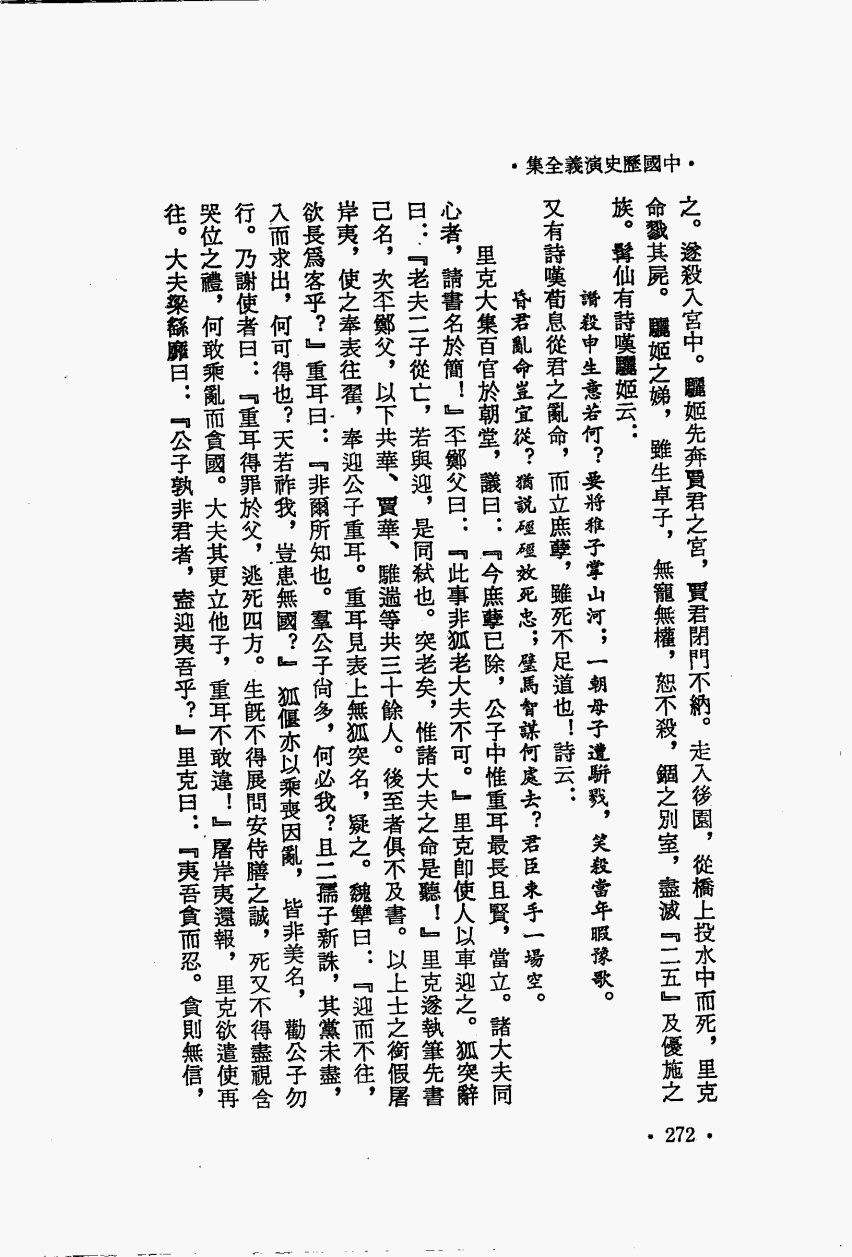 ·中國歷史演義全集·
之。遂殺入宮中。驪姬先奔賈君之宮，賈君閉門不納。走入後園，從橋上投水中而死，里克
命戮其屍。驪姬之娣，雖生卓子，無寵無權，恕不殺，錮之別室，盡滅『二五』及優施之
族。髯仙有詩嘆驪姬云：
譖殺申生意若何？要將稚子掌山河；一朝母子遭駢戮，笑殺當年暇豫歌。
又有詩嘆荀息從君之亂命，而立庶孽，雖死不足道也！詩云：
昏君亂命豈宜從？猶說硜硜效死忠；璧馬智謀何處去？君臣束手一場空。
里克大集百官於朝堂，議曰：『今庶孽已除，公子中惟重耳最長且賢，當立。諸大夫同
心者，請書名於簡！』丕鄭父曰：『此事非狐老大夫不可。』里克卽使人以車迎之。狐突辭
曰：『老夫二子從亡，若與迎，是同弒也。突老矣，惟諸大夫之命是聽！』里克遂執筆先書
己名，次丕鄭父，以下共華、賈華、騅遄等共三十餘人。後至者俱不及書。以上士之銜假屠
岸夷，使之奉表往翟，奉迎公子重耳。重耳見表上無狐突名，疑之。魏犨曰：『迎而不往，
欲長爲客乎？』重耳曰：『非爾所知也。羣公子尙多，何必我？且二孺子新誅，其黨未盡，
入而求出，何可得也？天若祚我，豈患無國？』狐偃亦以乘喪因亂，皆非美名，勸公子勿
行。乃謝使者曰：『重耳得罪於父，逃死四方。生旣不得展問安侍膳之誠，死又不得盡視含
哭位之禮，何敢乘亂而貪國。大夫其更立他子，重耳不敢違！』屠岸夷還報，里克欲遣使再
往。大夫梁繇靡曰：『公子孰非君者，盍迎夷吾乎？』里克曰：『夷吾貪而忍。貪則無信，
·272·